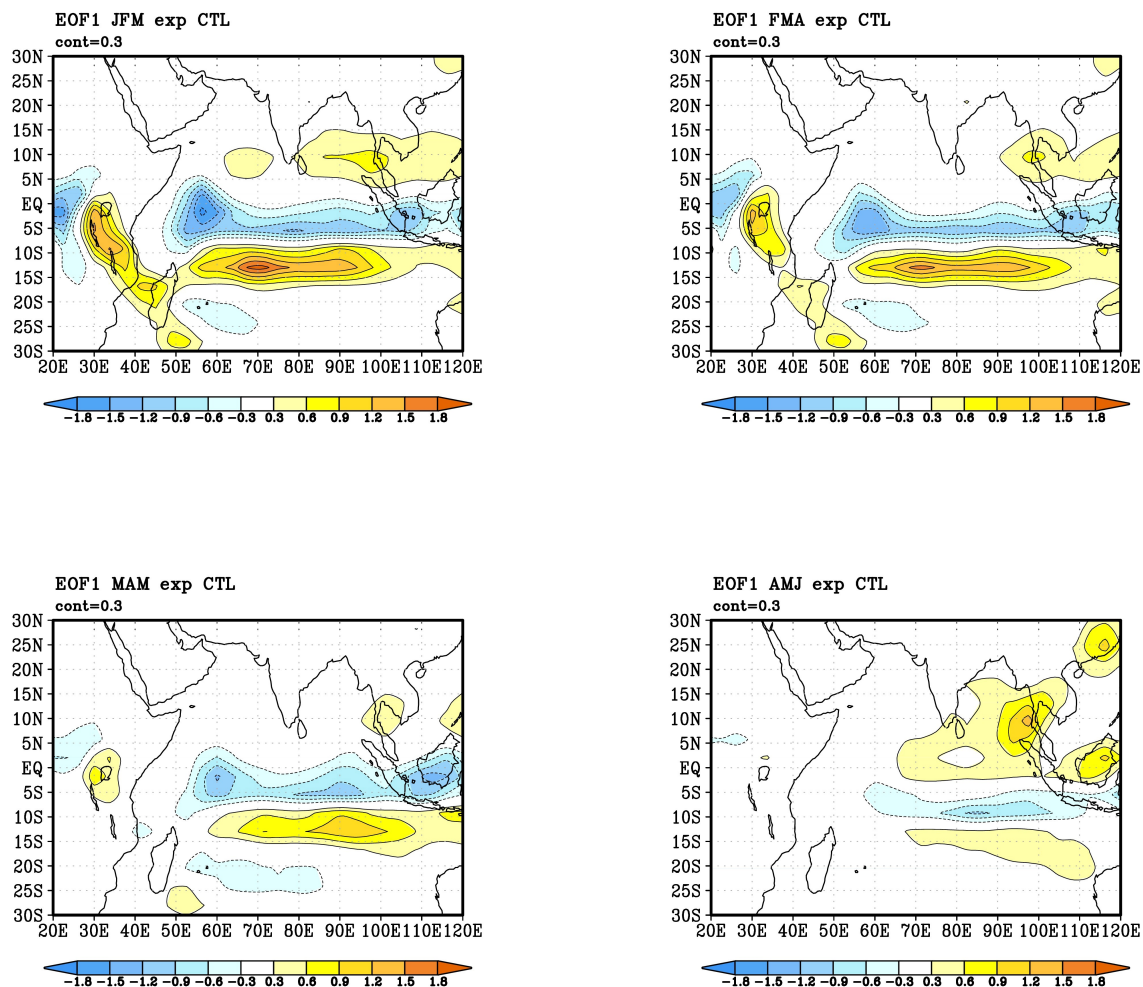 EOF1 JFM exp CTL
cont=0.3
30N
25N
20N
15N
10N
5N
EQ
5S
10S
15S
20S
25S
30S
20E 30E 40E 50E 60E 70E 80E 90E 100E 110E 120E
-1.8 -1.5 -1.2 -0.9 -0.6 -0.3 0.3 0.6 0.9 1.2 1.5 1.8
EOF1 FMA exp CTL
cont=0.3
30N
25N
20N
15N
10N
5N
EQ
5S
10S
15S
20S
25S
30S
20E 30E 40E 50E 60E 70E 80E 90E 100E 110E 120E
-1.8 -1.5 -1.2 -0.9 -0.6 -0.3 0.3 0.6 0.9 1.2 1.5 1.8
EOF1 MAM exp CTL
cont=0.3
30N
25N
20N
15N
10N
5N
EQ
5S
10S
15S
20S
25S
30S
20E 30E 40E 50E 60E 70E 80E 90E 100E 110E 120E
-1.8 -1.5 -1.2 -0.9 -0.6 -0.3 0.3 0.6 0.9 1.2 1.5 1.8
EOF1 AMJ exp CTL
cont=0.3
30N
25N
20N
15N
10N
5N
EQ
5S
10S
15S
20S
25S
30S
20E 30E 40E 50E 60E 70E 80E 90E 100E 110E 120E
-1.8 -1.5 -1.2 -0.9 -0.6 -0.3 0.3 0.6 0.9 1.2 1.5 1.8